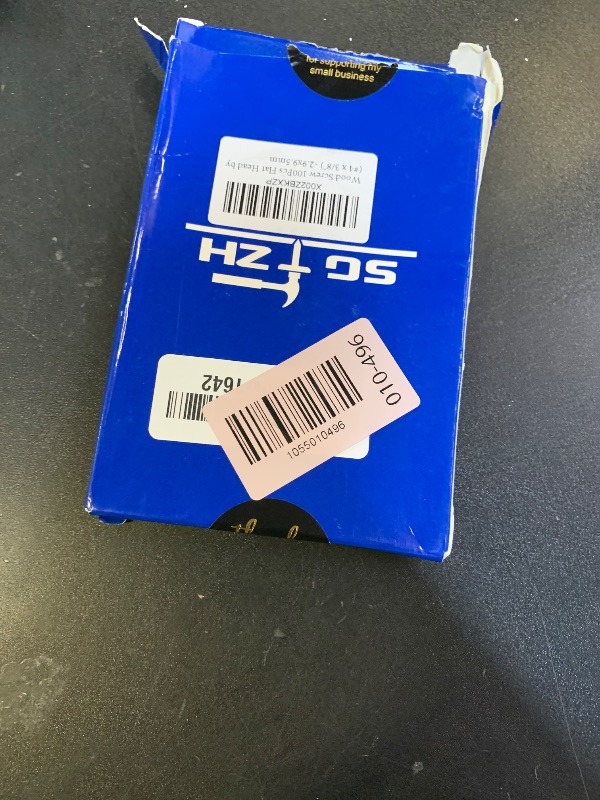 for supporting my
small business
X002ZBKXZP
Wood Screw 100Pcs Flat Head by
(#4 x 3/8") - 2.9x9.5mm
SG ZH
1642
010-496
1055010496